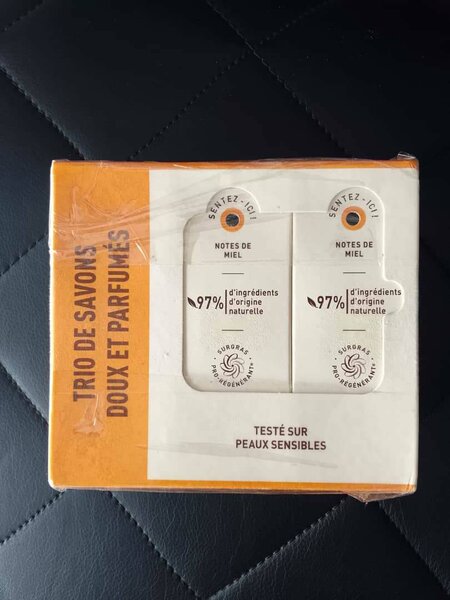 TRIO DE SAVONS
DOUX ET PARFUMÉS
SENTEZ-ICI!
NOTES DE
MIEL
97%
d'ingrédients
d'origine
naturelle
• SURGRAS •
PRO-RÉGÉNÉRANT*
SENTEZ-ICI!
NOTES DE
MIEL
97%
d'ingrédients
d'origine
naturelle
• SURGRAS •
PRO-RÉGÉNÉRANT*
TESTÉ SUR
PEAUX SENSIBLES